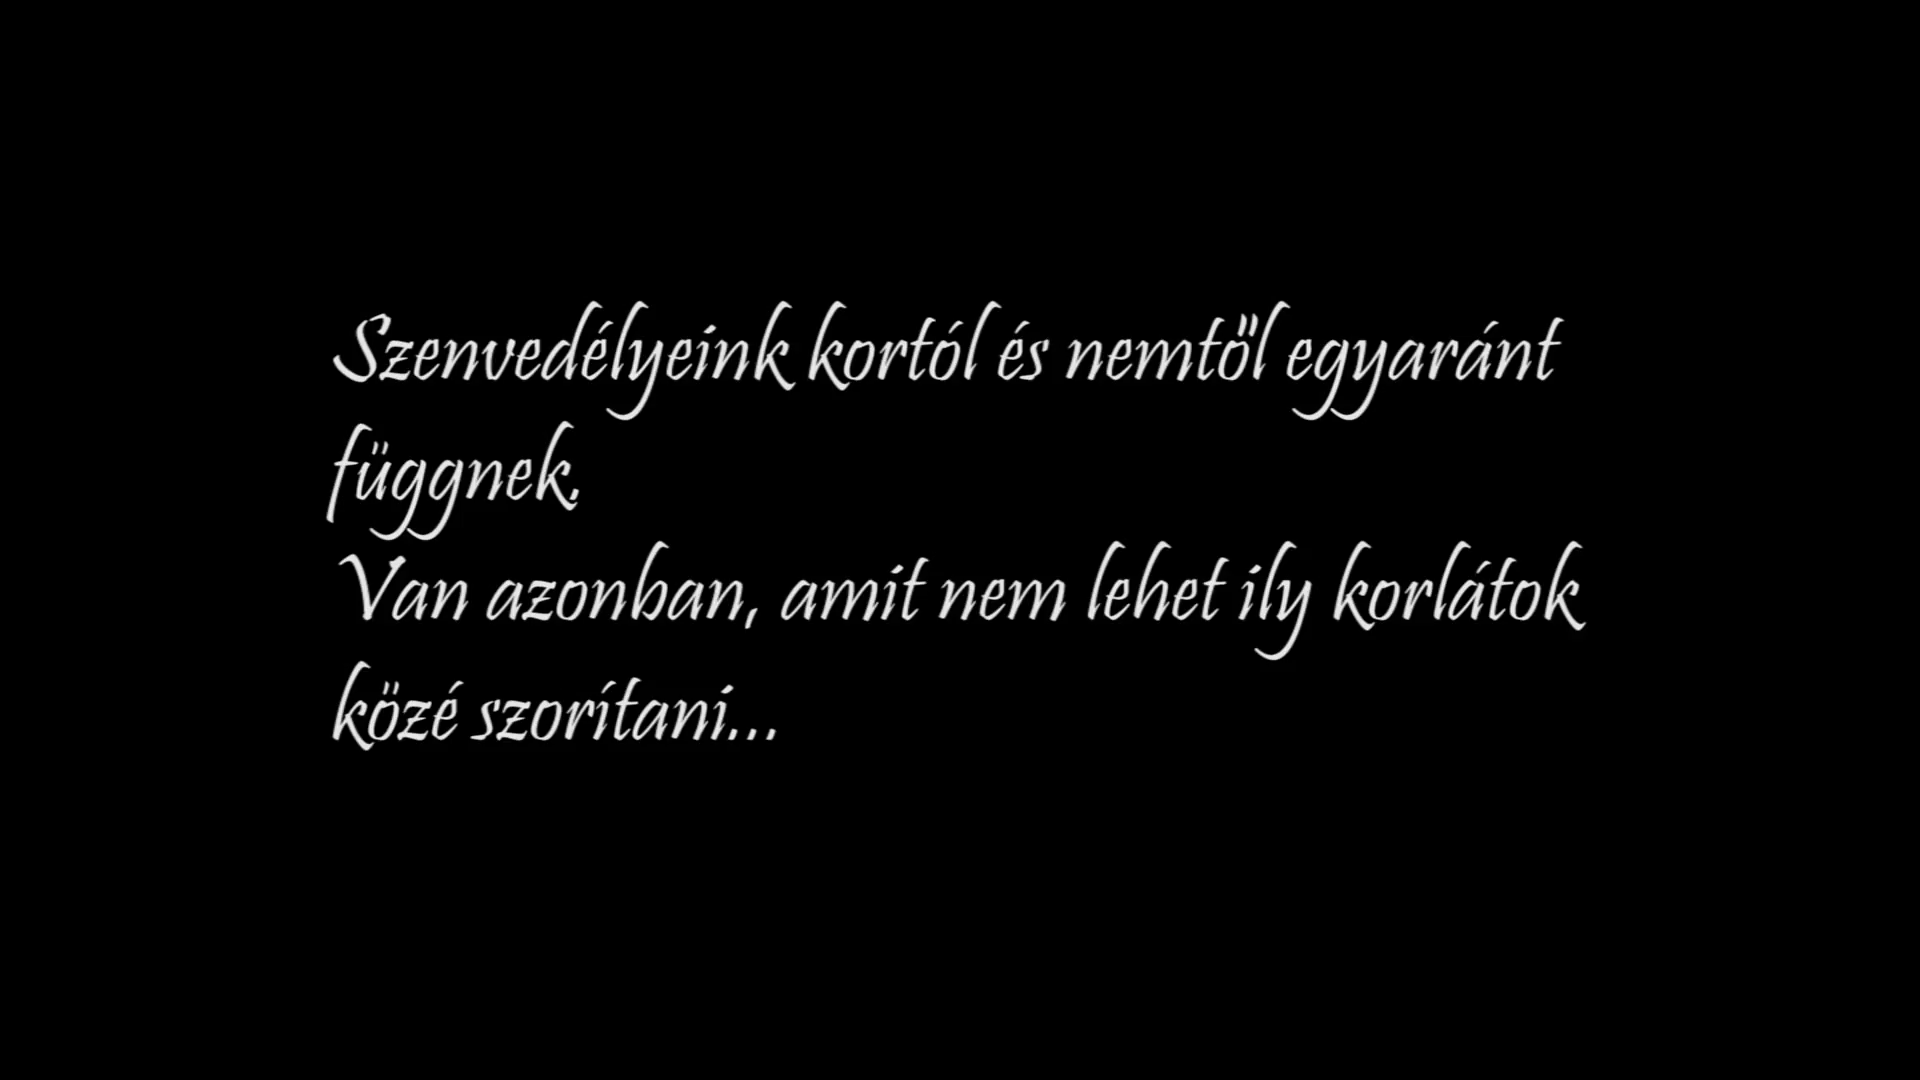 Szenvedélyeink kortól és nemtől egyaránt
függnek.
Van azonban, amit nem lehet ily korlátok
közé szorítani...